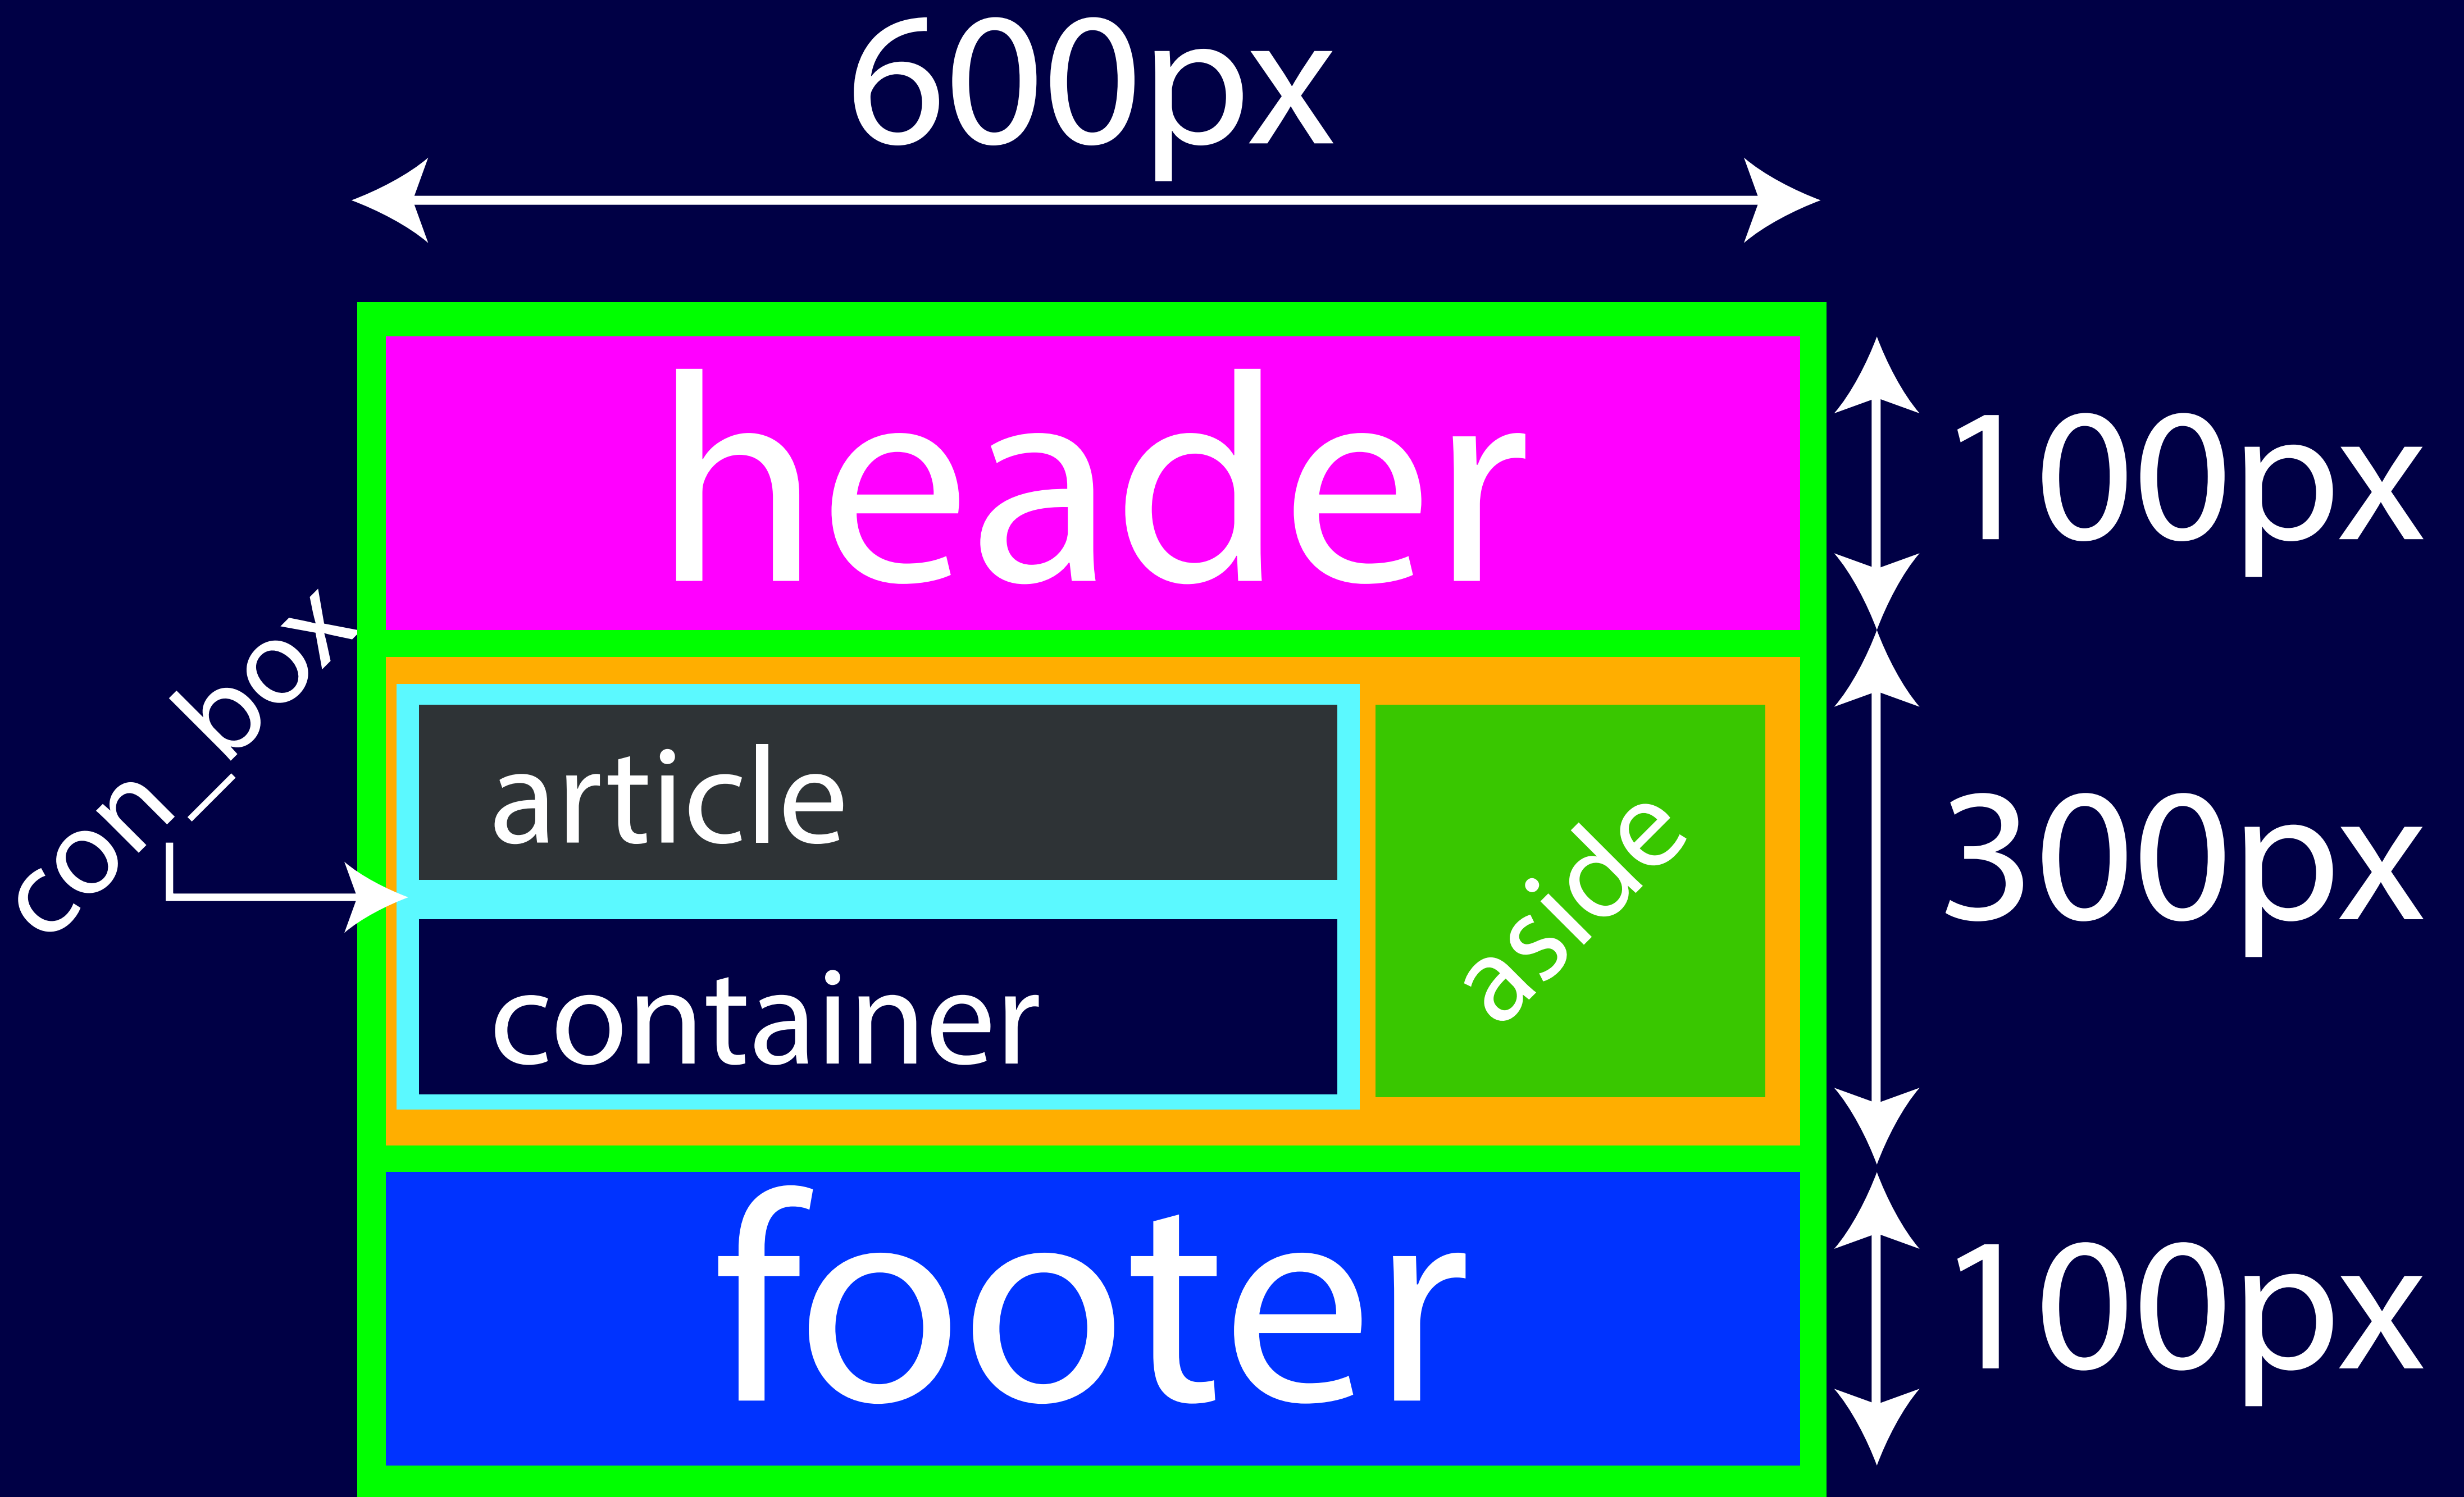 600px
header
100px
con_box
article
aside
300px
container
footer
100px